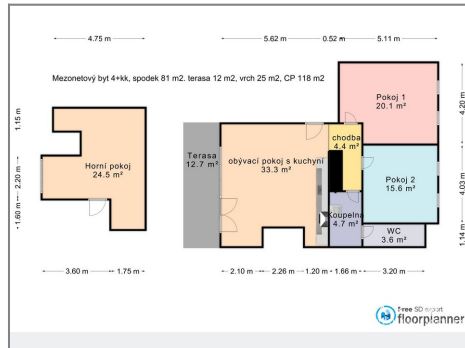 4.75 m
5.62 m
0.52 m
5.11 m
Mezonetový byt 4+kk, spodek 81 m2. terasa 12 m2, vrch 25 m2, CP 118 m2
Pokoj 1
20.1 m²
4.20 m
1.15 m
chodba
4.4 m²
Terasa
12.7 m²
obývací pokoj s kuchyní
33.3 m²
Horní pokoj
24.5 m²
2.20 m
Pokoj 2
15.6 m²
4.03 m
1.60 m
Koupelna
4.7 m²
WC
3.6 m²
1.14 m
3.60 m
1.75 m
2.10 m
2.26 m
1.20 m
1.66 m
3.20 m
Free SD export
floorplanner